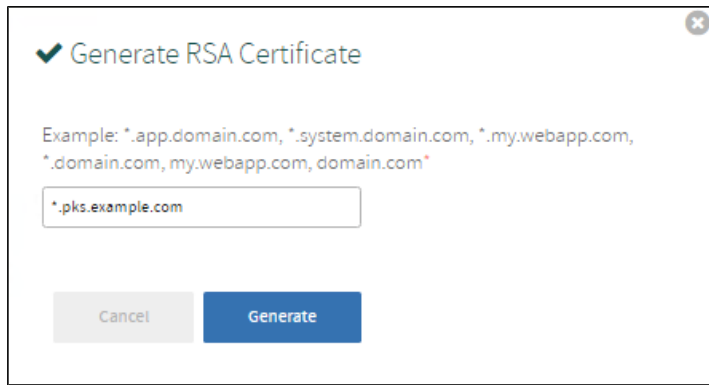 Generate RSA Certificate
Example: *.app.domain.com, *.system.domain.com, *.my.webapp.com,
*.domain.com, my.webapp.com, domain.com*
*.pks.example.com
Cancel
Generate